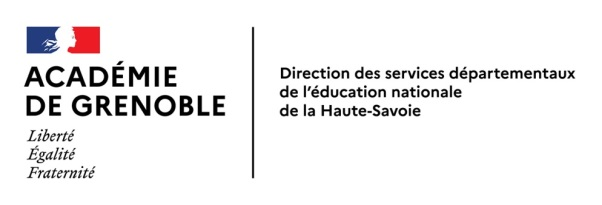 ACADÉMIE
DE GRENOBLE
Liberté
Égalité
Fraternité
Direction des services départementaux
de l'éducation nationale
de la Haute-Savoie